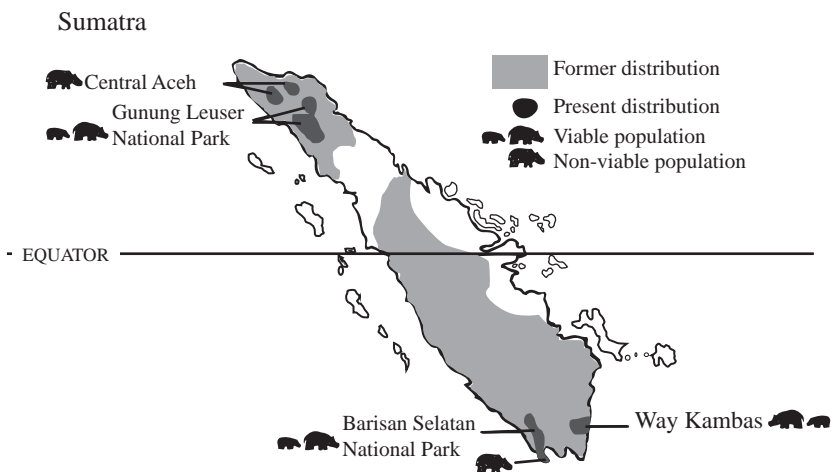 Sumatra
Central Aceh
Gunung Leuser
National Park
Former distribution
Present distribution
Viable population
Non-viable population
EQUATOR
Barisan Selatan
National Park
Way Kambas